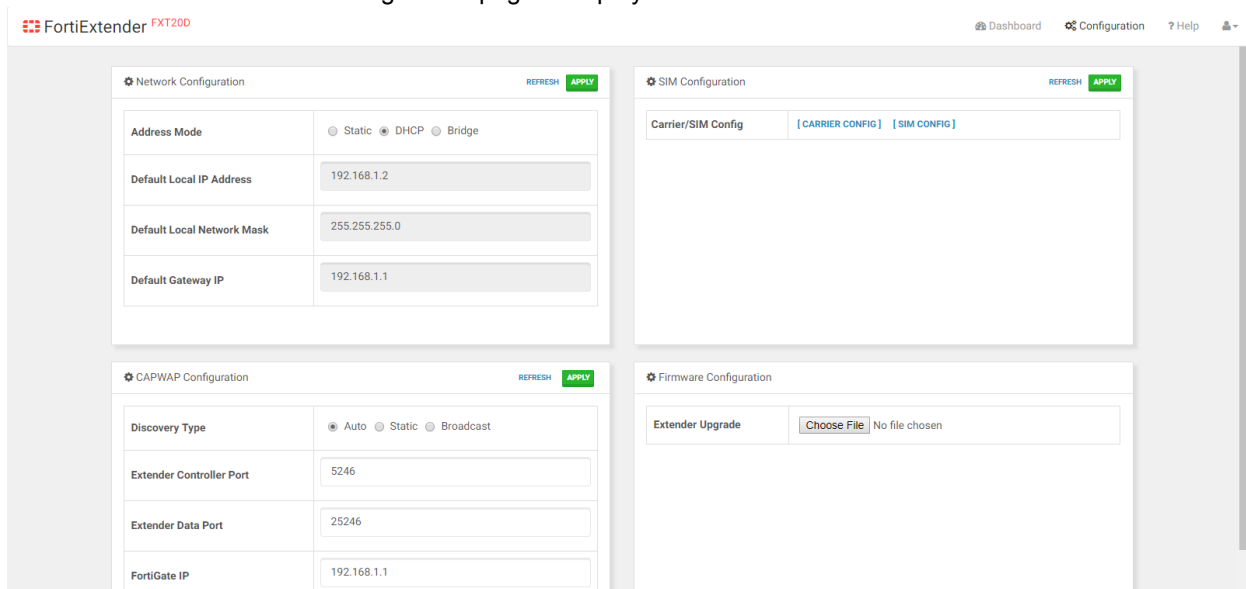 FortiExtender FXT20D
Dashboard Configuration ? Help
Network Configuration REFRESH APPLY
Address Mode Static DHCP Bridge
Default Local IP Address 192.168.1.2
Default Local Network Mask 255.255.255.0
Default Gateway IP 192.168.1.1
SIM Configuration REFRESH APPLY
Carrier/SIM Config [ CARRIER CONFIG ] [ SIM CONFIG ]
CAPWAP Configuration REFRESH APPLY
Discovery Type Auto Static Broadcast
Extender Controller Port 5246
Extender Data Port 25246
FortiGate IP 192.168.1.1
Firmware Configuration
Extender Upgrade Choose File No file chosen